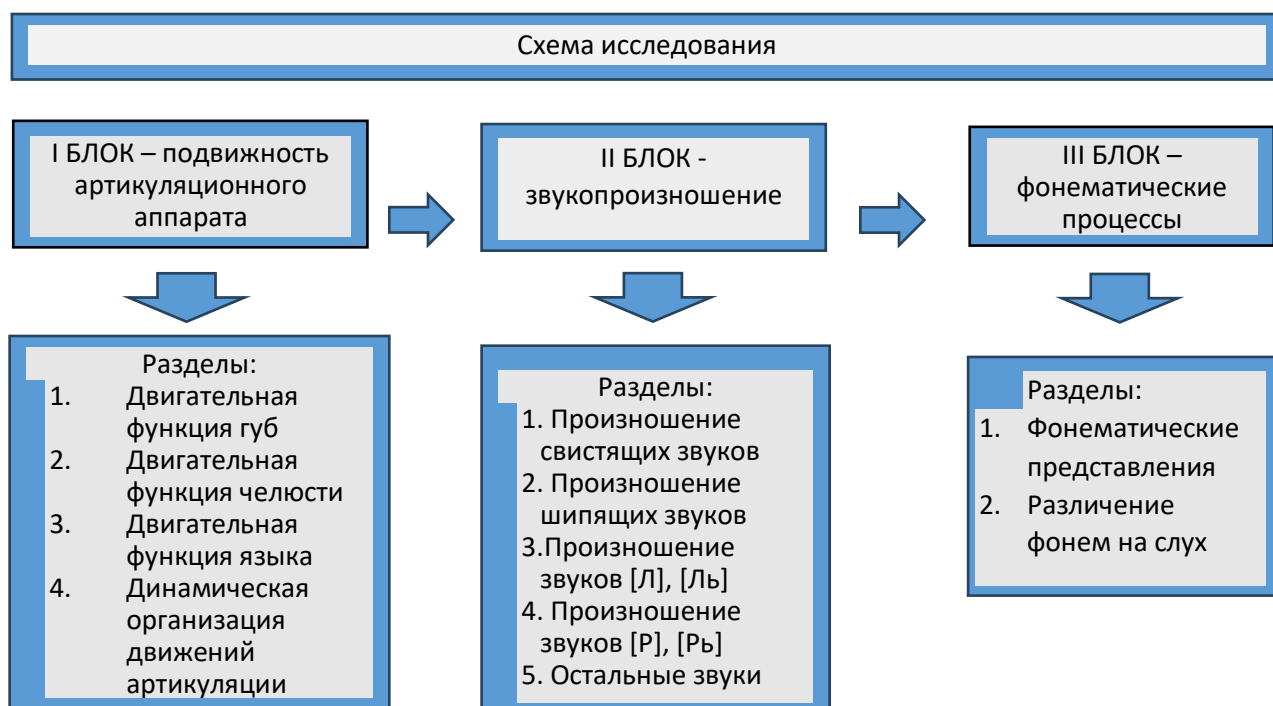 Схема исследования
I БЛОК – подвижность
артикуляционного
аппарата
II БЛОК -
звукопроизношение
III БЛОК –
фонематические
процессы
Разделы:
1. Двигательная
функция губ
2. Двигательная
функция челюсти
3. Двигательная
функция языка
4. Динамическая
организация
движений
артикуляции
Разделы:
1. Произношение
свистящих звуков
2. Произношение
шипящих звуков
3.Произношение
звуков [Л], [Ль]
4. Произношение
звуков [Р], [Рь]
5. Остальные звуки
Разделы:
1. Фонематические
представления
2. Различение
фонем на слух